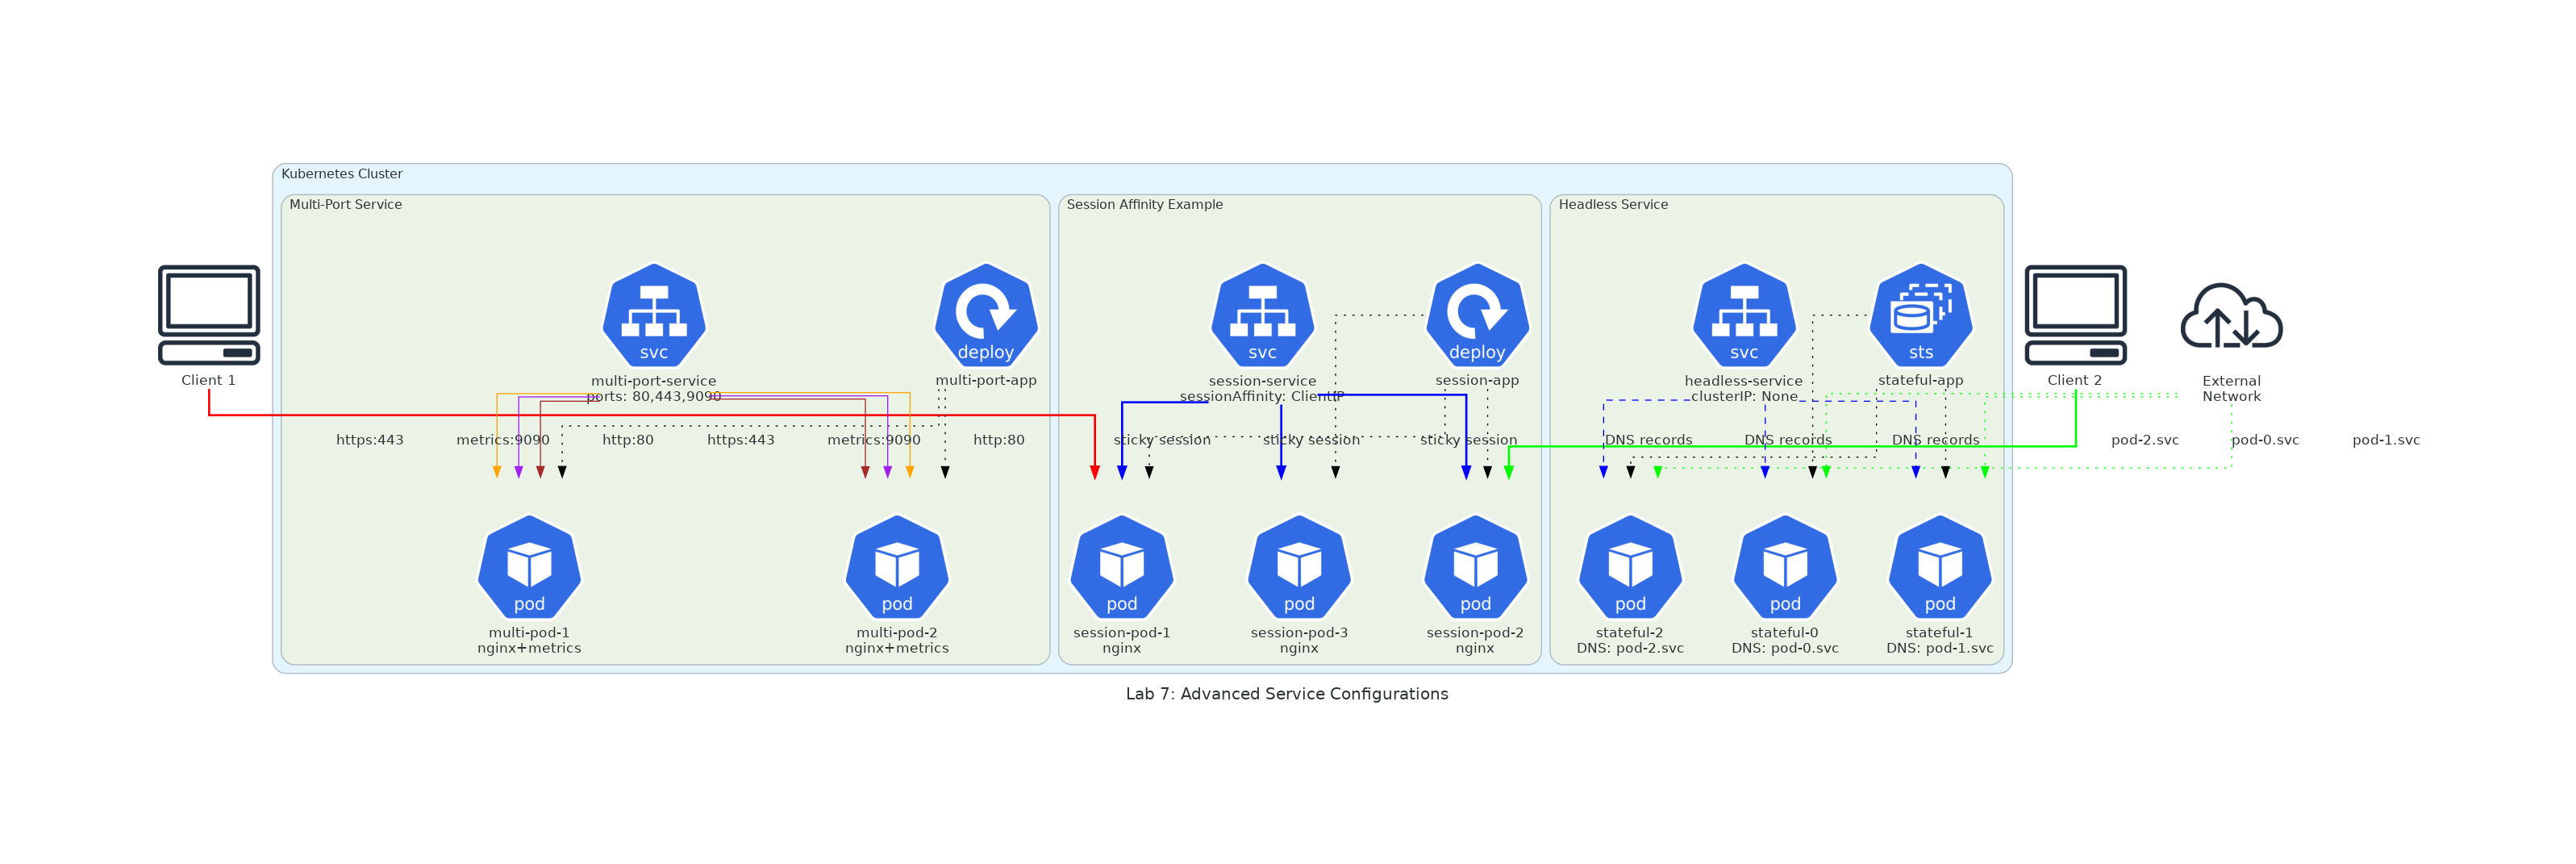 Kubernetes Cluster
Multi-Port Service
Session Affinity Example
Headless Service
svc
deploy
svc
deploy
svc
sts
Client 1
multi-port-service
ports: 80,443,9090
multi-port-app
session-service
sessionAffinity: ClientIP
session-app
headless-service
clusterIP: None
stateful-app
Client 2
External
Network
https:443
metrics:9090
http:80
https:443
metrics:9090
http:80
sticky session
sticky session
sticky session
DNS records
DNS records
DNS records
pod-2.svc
pod-0.svc
pod-1.svc
pod
pod
pod
pod
pod
pod
pod
pod
multi-pod-1
nginx+metrics
multi-pod-2
nginx+metrics
session-pod-1
nginx
session-pod-3
nginx
session-pod-2
nginx
stateful-2
DNS: pod-2.svc
stateful-0
DNS: pod-0.svc
stateful-1
DNS: pod-1.svc
Lab 7: Advanced Service Configurations